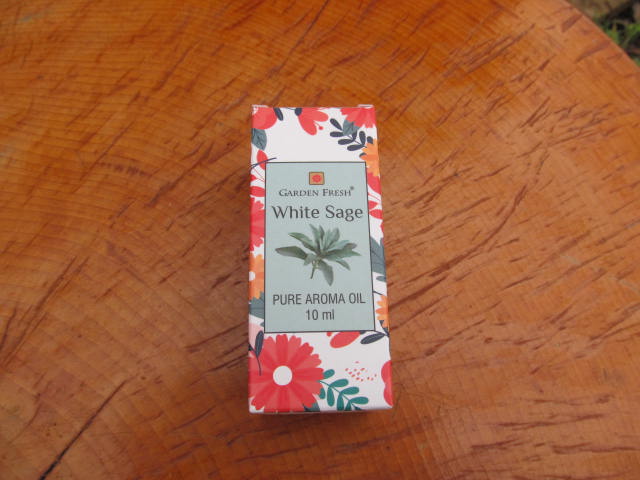 GARDEN FRESH®
White Sage
PURE AROMA OIL
10 ml